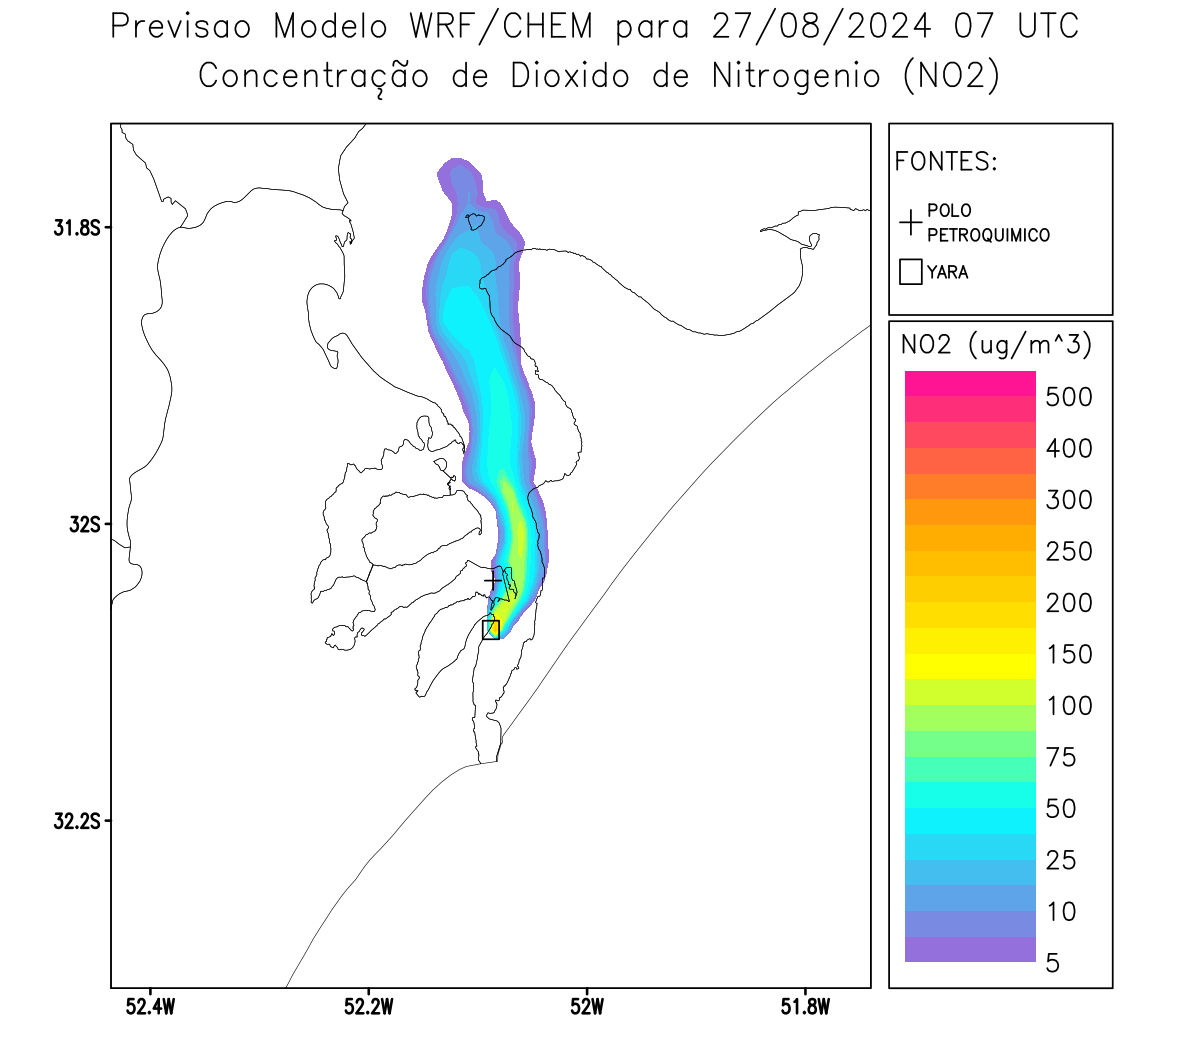 Previsao Modelo WRF/CHEM para 27/08/2024 07 UTC
Concentração de Dioxido de Nitrogenio (NO2)
FONTES:
POLO
PETROQUIMICO
YARA
NO2 (ug/m^3)
500
400
300
250
200
150
100
75
50
25
10
5
31.8S
32S
32.2S
52.4W
52.2W
52W
51.8W